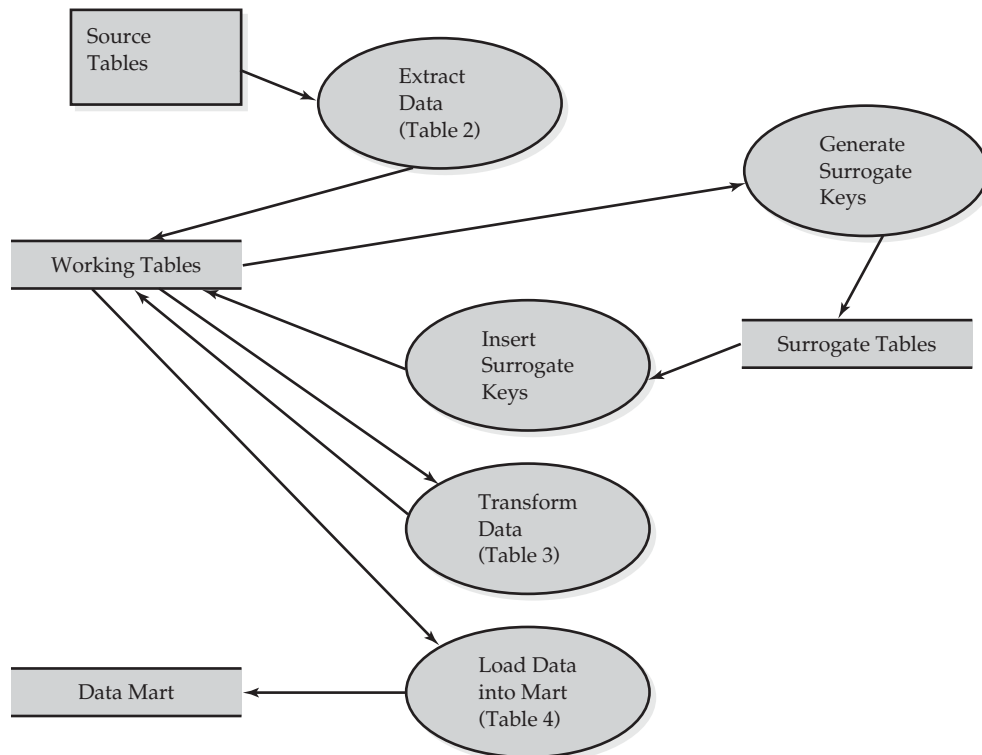 Source
Tables
Extract
Data
(Table 2)
Generate
Surrogate
Keys
Working Tables
Insert
Surrogate
Keys
Surrogate Tables
Transform
Data
(Table 3)
Load Data
into Mart
(Table 4)
Data Mart